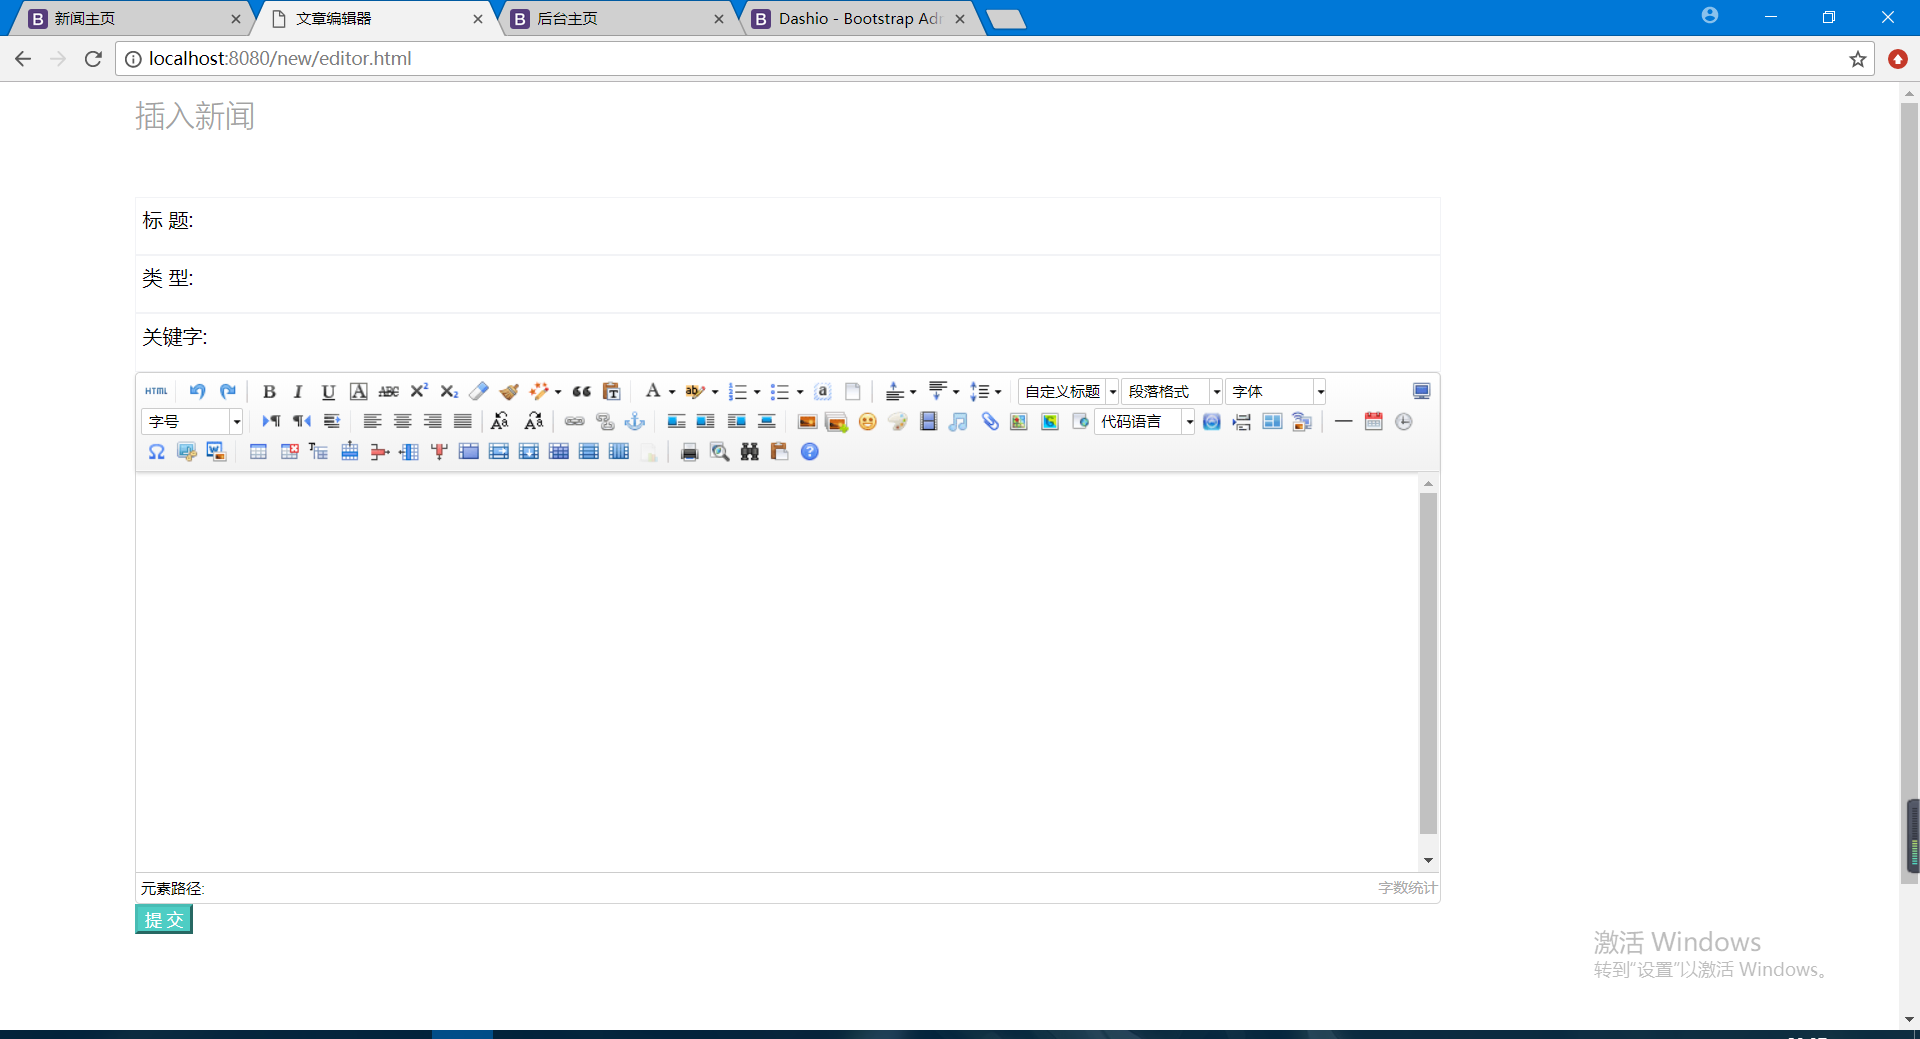 新闻主页
文章编辑器
后台主页
Dashio - Bootstrap Adr
localhost:8080/new/editor.html
插入新闻
标 题:
类 型:
关键字:
HTML
自定义标题
段落格式
字体
字号
代码语言
元素路径:
字数统计
提 交
激活 Windows
转到“设置”以激活 Windows。